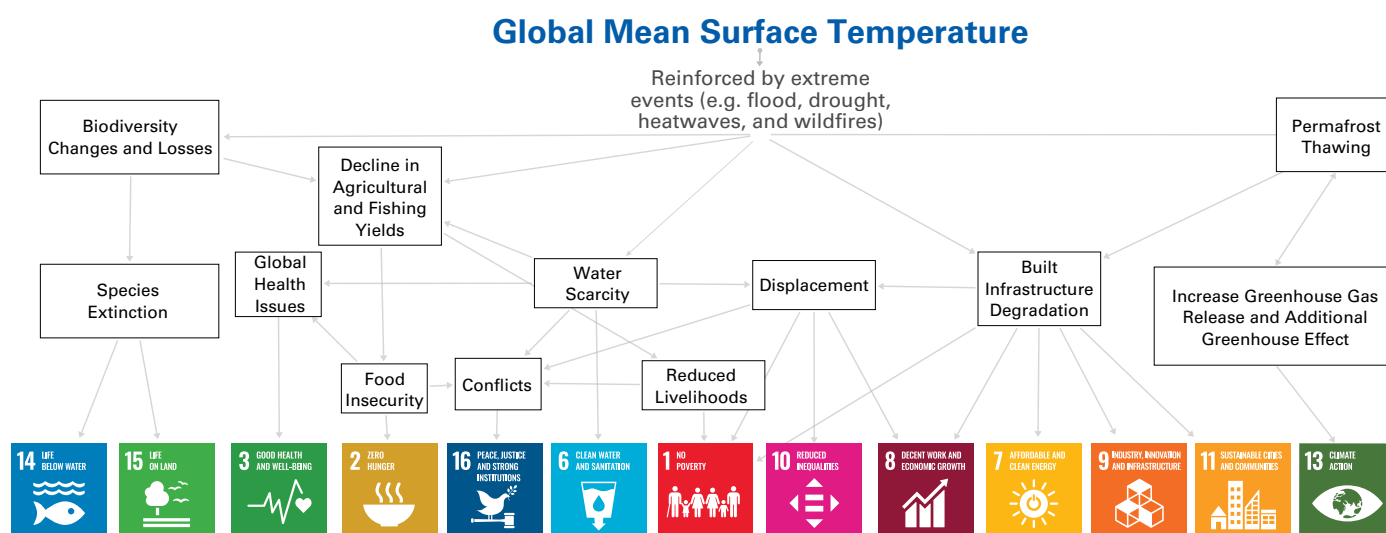 Global Mean Surface Temperature
Reinforced by extreme
events (e.g. flood, drought,
heatwaves, and wildfires)
Biodiversity
Changes and Losses
Permafrost
Thawing
Decline in
Agricultural
and Fishing
Yields
Global
Health
Issues
Water
Scarcity
Displacement
Built
Infrastructure
Degradation
Species
Extinction
Increase Greenhouse Gas
Release and Additional
Greenhouse Effect
Food
Insecurity
Conflicts
Reduced
Livelihoods
14 LIFE
BELOW WATER
15 LIFE
ON LAND
3 GOOD HEALTH
AND WELL-BEING
2 ZERO
HUNGER
16 PEACE, JUSTICE
AND STRONG
INSTITUTIONS
6 CLEAN WATER
AND SANITATION
1 NO
POVERTY
10 REDUCED
INEQUALITIES
8 DECENT WORK AND
ECONOMIC GROWTH
7 AFFORDABLE AND
CLEAN ENERGY
9 INDUSTRY, INNOVATION
AND INFRASTRUCTURE
11 SUSTAINABLE CITIES
AND COMMUNITIES
13 CLIMATE
ACTION